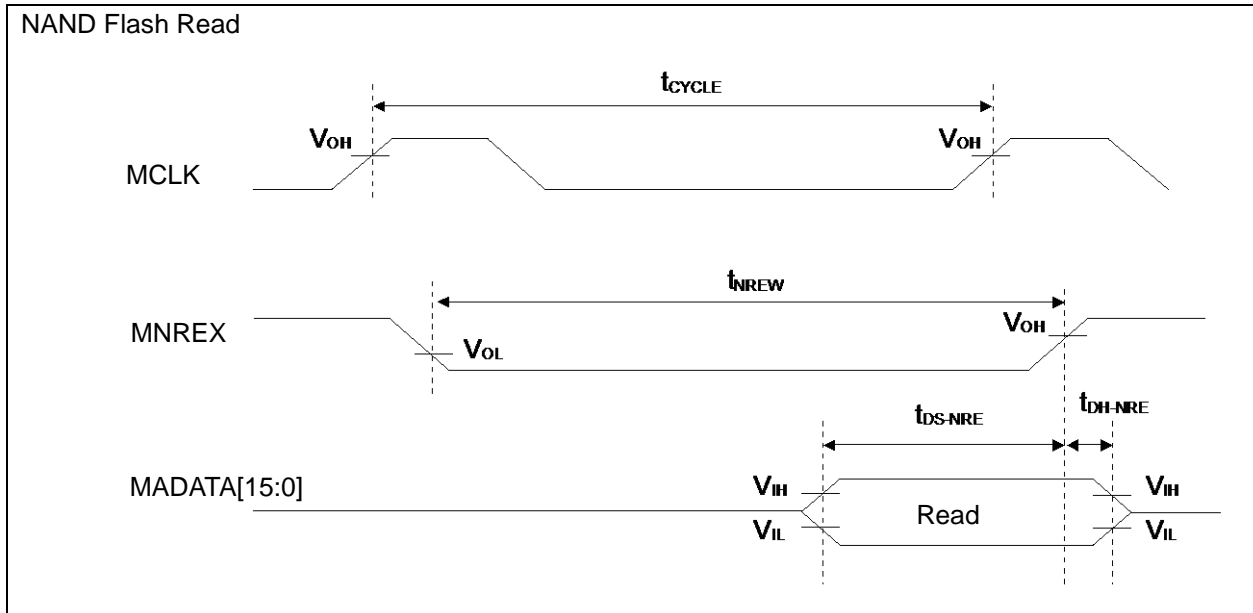 NAND Flash Read
tCYCLE
VOH
VOH
MCLK
tNREW
MNREX
VOL
VOH
tDS-NRE
tDH-NRE
MADATA[15:0]
VIH
VIH
Read
VIL
VIL